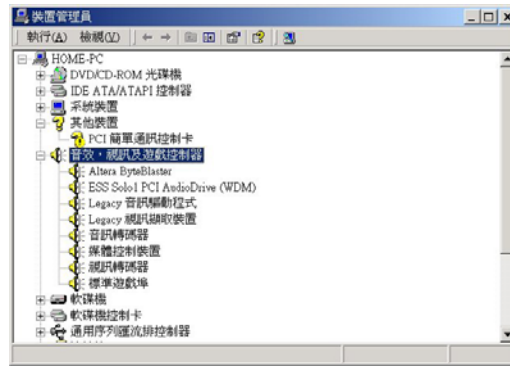 裝置管理員
執行(A) 檢視(V)
HOME-PC
DVD/CD-ROM 光碟機
IDE ATA/ATAPI 控制器
系統裝置
其他裝置
PCI 簡單通訊控制卡
音效，視訊及遊戲控制器
Altera ByteBlaster
ESS Solo1 PCI AudioDrive (WDM)
Legacy 音訊驅動程式
Legacy 視訊擷取裝置
音訊轉碼器
媒體控制裝置
視訊轉碼器
標準遊戲埠
軟碟機
軟碟機控制卡
通用序列匯流排控制器